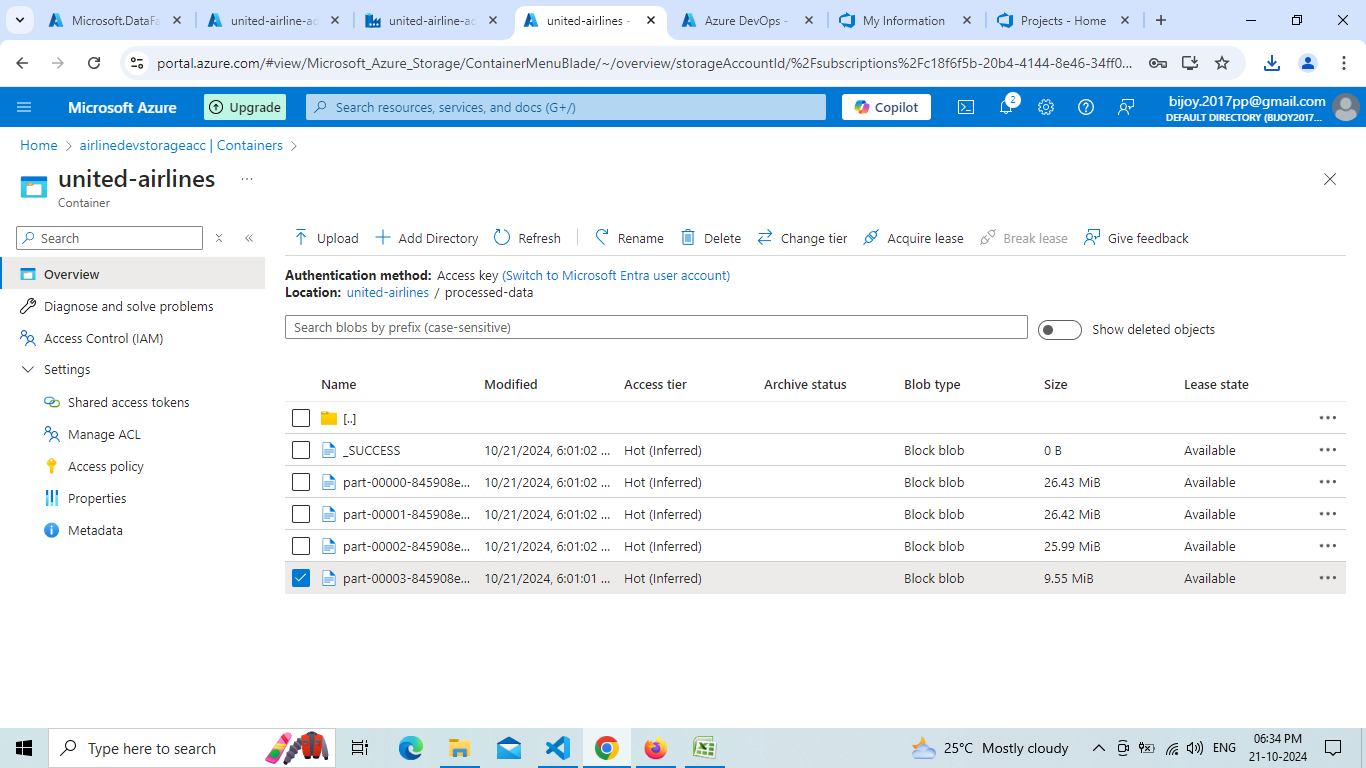 Microsoft.DataFa
united-airline-ac
united-airline-ac
united-airlines -
Azure DevOps -
My Information
Projects - Home
portal.azure.com/#view/Microsoft_Azure_Storage/ContainerMenuBlade/~/overview/storageAccountId/%2Fsubscriptions%2Fc18f6f5b-20b4-4144-8e46-34ff0...
Microsoft Azure
Upgrade
Search resources, services, and docs (G+/)
Copilot
2
bijoy.2017pp@gmail.com
DEFAULT DIRECTORY (BIJOY2017...
Home > airlinedevstorageacc | Containers >
united-airlines ...
Container
Search
Upload Add Directory Refresh Rename Delete Change tier Acquire lease Break lease Give feedback
Overview
Diagnose and solve problems
Access Control (IAM)
Settings
Shared access tokens
Manage ACL
Access policy
Properties
Metadata
Authentication method: Access key (Switch to Microsoft Entra user account)
Location: united-airlines / processed-data
Search blobs by prefix (case-sensitive)
Show deleted objects
Name Modified Access tier Archive status Blob type Size Lease state
[..]
_SUCCESS 10/21/2024, 6:01:02 ... Hot (Inferred) Block blob 0 B Available
part-00000-845908e... 10/21/2024, 6:01:02 ... Hot (Inferred) Block blob 26.43 MiB Available
part-00001-845908e... 10/21/2024, 6:01:02 ... Hot (Inferred) Block blob 26.42 MiB Available
part-00002-845908e... 10/21/2024, 6:01:02 ... Hot (Inferred) Block blob 25.99 MiB Available
part-00003-845908e... 10/21/2024, 6:01:01 ... Hot (Inferred) Block blob 9.55 MiB Available
Type here to search
25°C Mostly cloudy
ENG
06:34 PM
21-10-2024